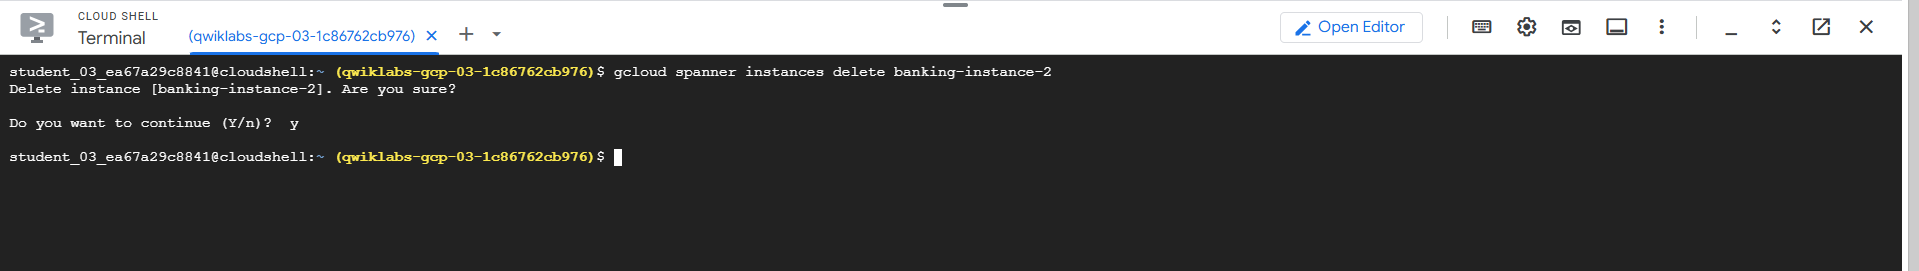 CLOUD SHELL
Terminal
(qwiklabs-gcp-03-1c86762cb976)
Open Editor
student_03_ea67a29c8841@cloudshell:~ (qwiklabs-gcp-03-1c86762cb976)$ gcloud spanner instances delete banking-instance-2
Delete instance [banking-instance-2]. Are you sure?
Do you want to continue (Y/n)?  y
student_03_ea67a29c8841@cloudshell:~ (qwiklabs-gcp-03-1c86762cb976)$